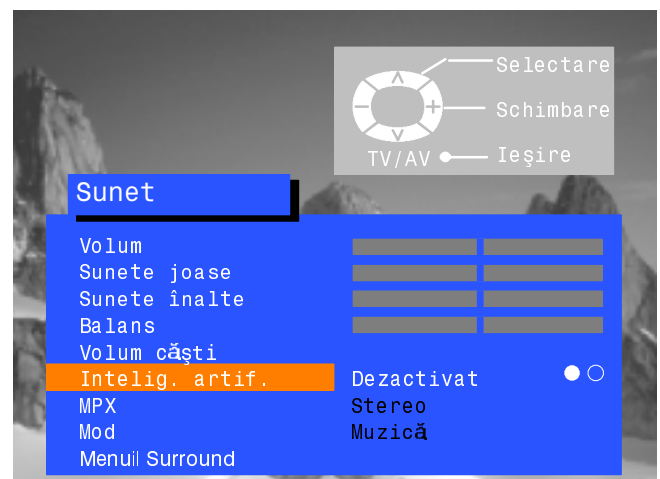 Selectare
Schimbare
TV/AV Ieşire
Sunet
Volum
Sunete joase
Sunete înalte
Balans
Volum căşti
Intelig. artif. Dezactivat
MPX Stereo
Mod Muzică
Meniul Surround